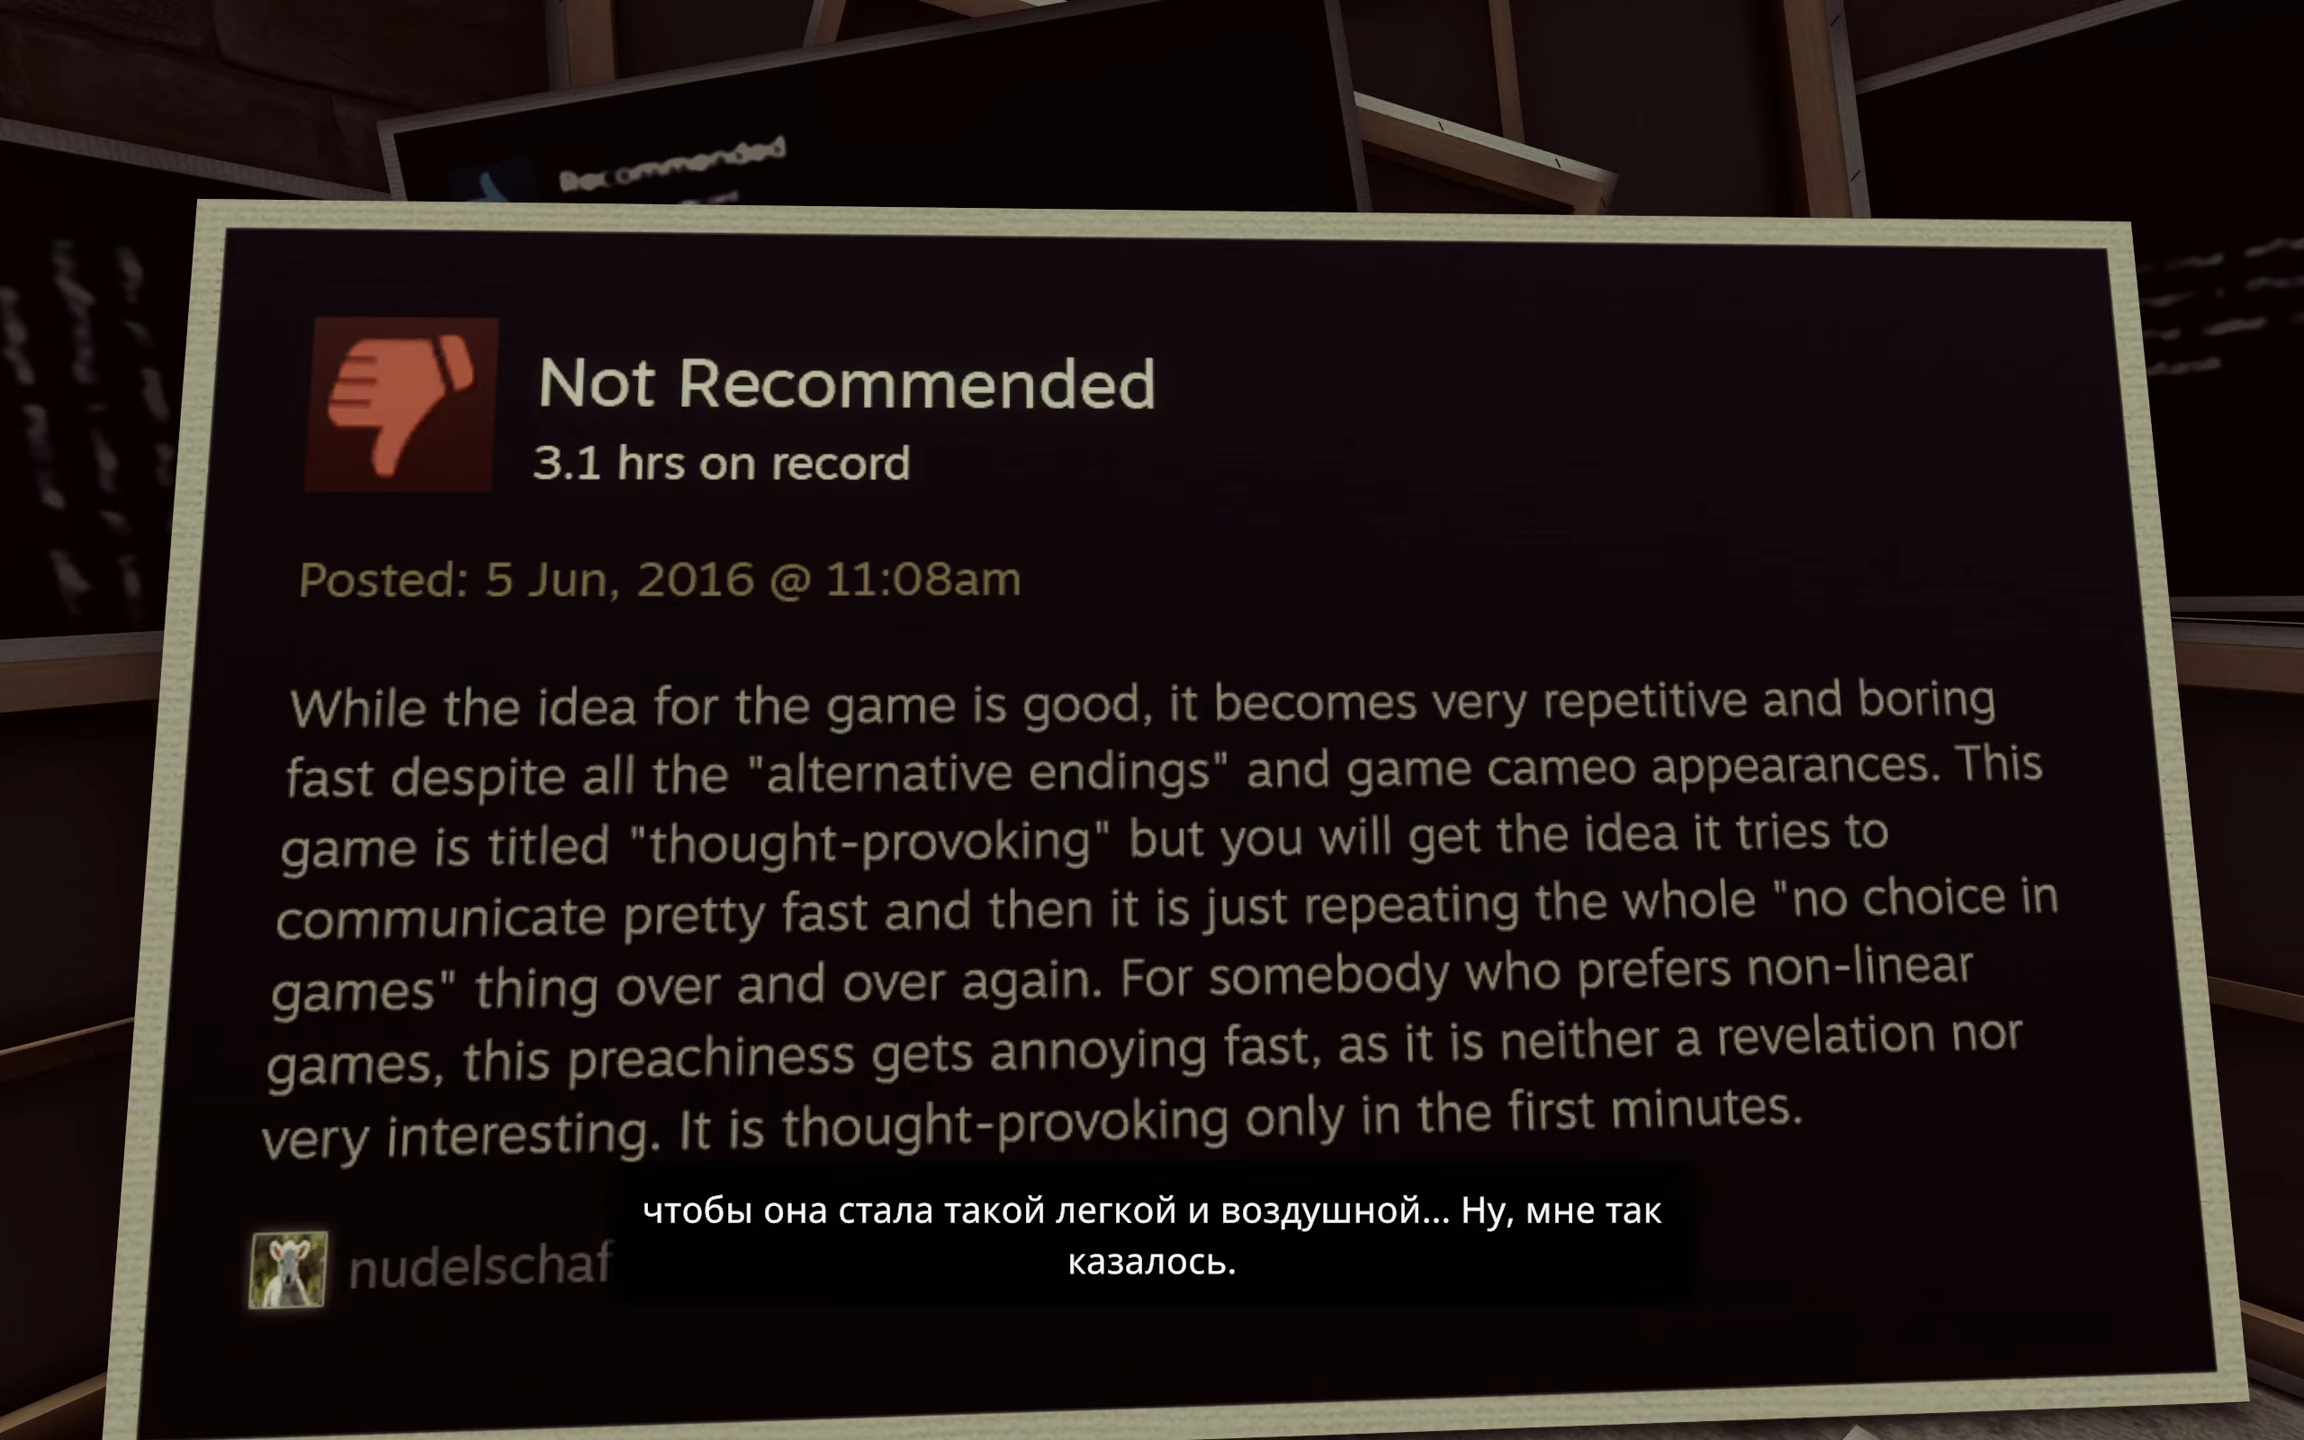 Recommended
Not Recommended
3.1 hrs on record
Posted: 5 Jun, 2016 @ 11:08am
While the idea for the game is good, it becomes very repetitive and boring
fast despite all the "alternative endings" and game cameo appearances. This
game is titled "thought-provoking" but you will get the idea it tries to
communicate pretty fast and then it is just repeating the whole "no choice in
games" thing over and over again. For somebody who prefers non-linear
games, this preachiness gets annoying fast, as it is neither a revelation nor
very interesting. It is thought-provoking only in the first minutes.
nudelschaf
чтобы она стала такой легкой и воздушной... Ну, мне так
казалось.